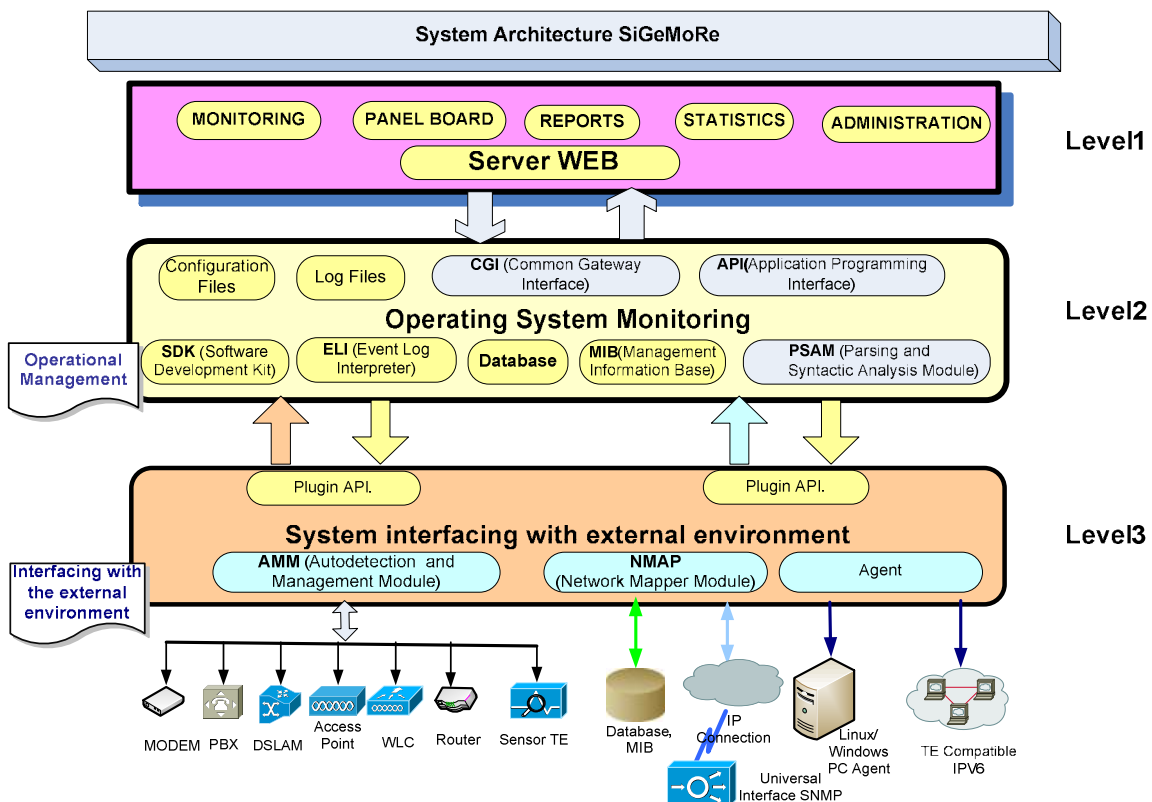 System Architecture SiGeMoRe
MONITORING
PANEL BOARD
REPORTS
STATISTICS
ADMINISTRATION
Server WEB
Level1
Configuration
Files
Log Files
CGI (Common Gateway
Interface)
API(Application Programming
Interface)
Operating System Monitoring
Level2
Operational
Management
SDK (Software
Development Kit)
ELI (Event Log
Interpreter)
Database
MIB(Management
Information Base)
PSAM (Parsing and
Syntactic Analysis Module)
Plugin API.
Plugin API.
System interfacing with external environment
Level3
Interfacing with
the external
environment
AMM (Autodetection and
Management Module)
NMAP
(Network Mapper Module)
Agent
MODEM
PBX
DSLAM
Access
Point
WLC
Router
Sensor TE
Database,
MIB
IP
Connection
Universal
Interface SNMP
Linux/
Windows
PC Agent
TE Compatible
IPV6